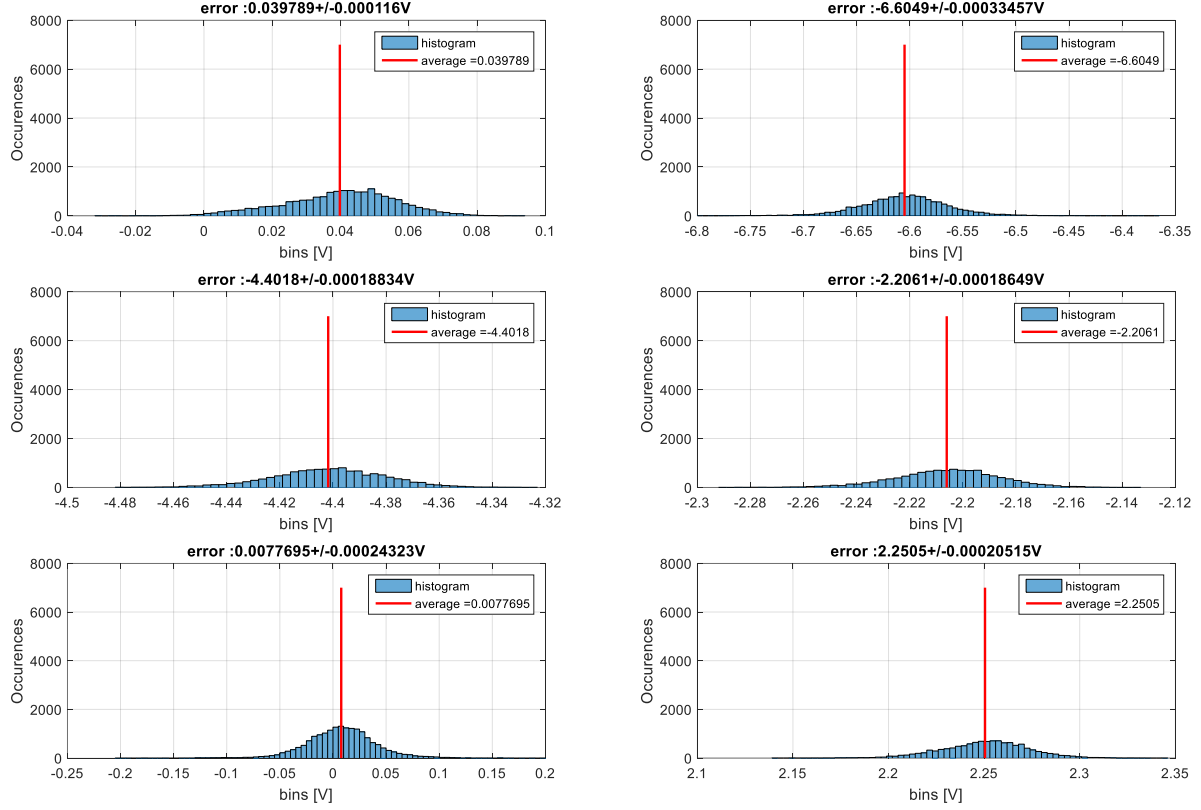 error :0.039789+/-0.000116V
8000
6000
4000
2000
0
Occurences
histogram
average =0.039789
-0.04 -0.02 0 0.02 0.04 0.06 0.08 0.1
bins [V]
error :-6.6049+/-0.00033457V
8000
6000
4000
2000
0
Occurences
histogram
average =-6.6049
-6.8 -6.75 -6.7 -6.65 -6.6 -6.55 -6.5 -6.45 -6.4 -6.35
bins [V]
error :-4.4018+/-0.00018834V
8000
6000
4000
2000
0
Occurences
histogram
average =-4.4018
-4.5 -4.48 -4.46 -4.44 -4.42 -4.4 -4.38 -4.36 -4.34 -4.32
bins [V]
error :-2.2061+/-0.00018649V
8000
6000
4000
2000
0
Occurences
histogram
average =-2.2061
-2.3 -2.28 -2.26 -2.24 -2.22 -2.2 -2.18 -2.16 -2.14 -2.12
bins [V]
error :0.0077695+/-0.00024323V
8000
6000
4000
2000
0
Occurences
histogram
average =0.0077695
-0.25 -0.2 -0.15 -0.1 -0.05 0 0.05 0.1 0.15 0.2
bins [V]
error :2.2505+/-0.00020515V
8000
6000
4000
2000
0
Occurences
histogram
average =2.2505
2.1 2.15 2.2 2.25 2.3 2.35
bins [V]